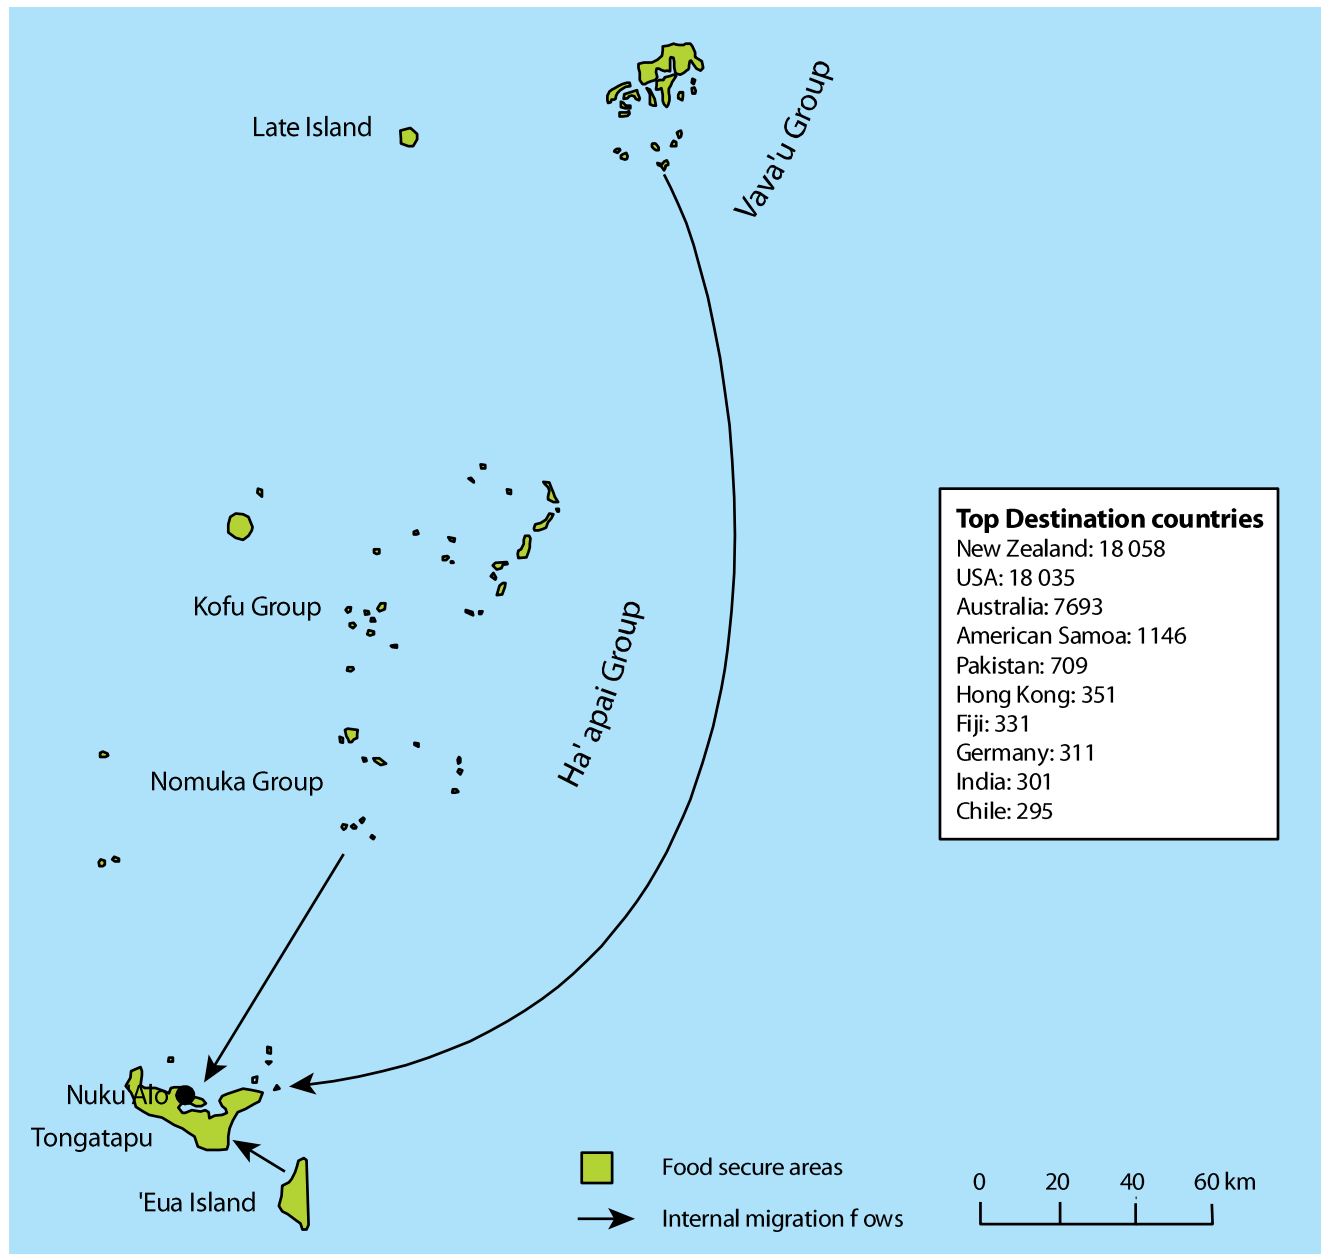 Late Island
Vava'u Group
Top Destination countries
New Zealand: 18 058
USA: 18 035
Australia: 7693
American Samoa: 1146
Pakistan: 709
Hong Kong: 351
Fiji: 331
Germany: 311
India: 301
Chile: 295
Kofu Group
Ha'apai Group
Nomuka Group
Nuku'Alo
Tongatapu
'Eua Island
Food secure areas
Internal migration f ows
0 20 40 60 km